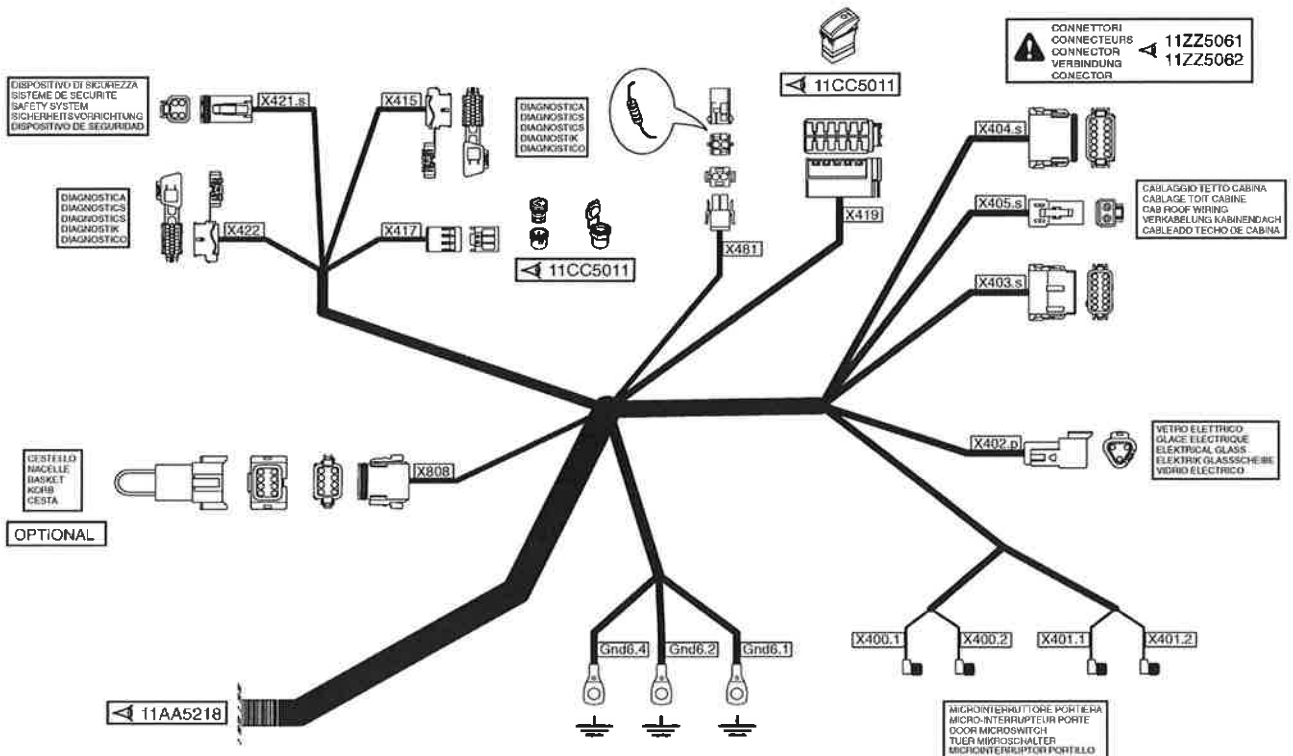 CONNETTORI
CONNECTEURS
CONNECTOR
VERBINDUNG
CONECTOR
11ZZ5061
11ZZ5062
11CC5011
DISPOSITIVO DI SICUREZZA
SISTEME DE SECURITE
SAFETY SYSTEM
SICHERHEITSVORRICHTUNG
DISPOSITIVO DE SEGURIDAD
X421.s
X415
DIAGNOSTICA
DIAGNOSTICS
DIAGNOSTICS
DIAGNOSTIK
DIAGNOSTICO
X404.s
DIAGNOSTICA
DIAGNOSTICS
DIAGNOSTICS
DIAGNOSTIK
DIAGNOSTICO
X422
X417
11CC5011
X481
X419
X405.s
CABLAGGIO TETTO CABINA
CABLAGE TOIT CABINE
CAB ROOF WIRING
VERKABELUNG KABINENDACH
CABLEADO TECHO DE CABINA
X403.s
CESTELLO
NACELLE
BASKET
KORB
CESTA
OPTIONAL
X808
X402.p
VETRO ELETTRICO
GLACE ELECTRIQUE
ELEKTRICAL GLASS
ELEKTRIK GLASSSCHEIBE
VIDRIO ELECTRICO
Gnd6.4
Gnd6.2
Gnd6.1
X400.1
X400.2
X401.1
X401.2
11AA5218
MICROINTERRUTTORE PORTIERA
MICRO-INTERRUPTEUR PORTE
DOOR MICROSWITCH
TUER MIKROSCHALTER
MICROINTERRUPTOR PORTILLO